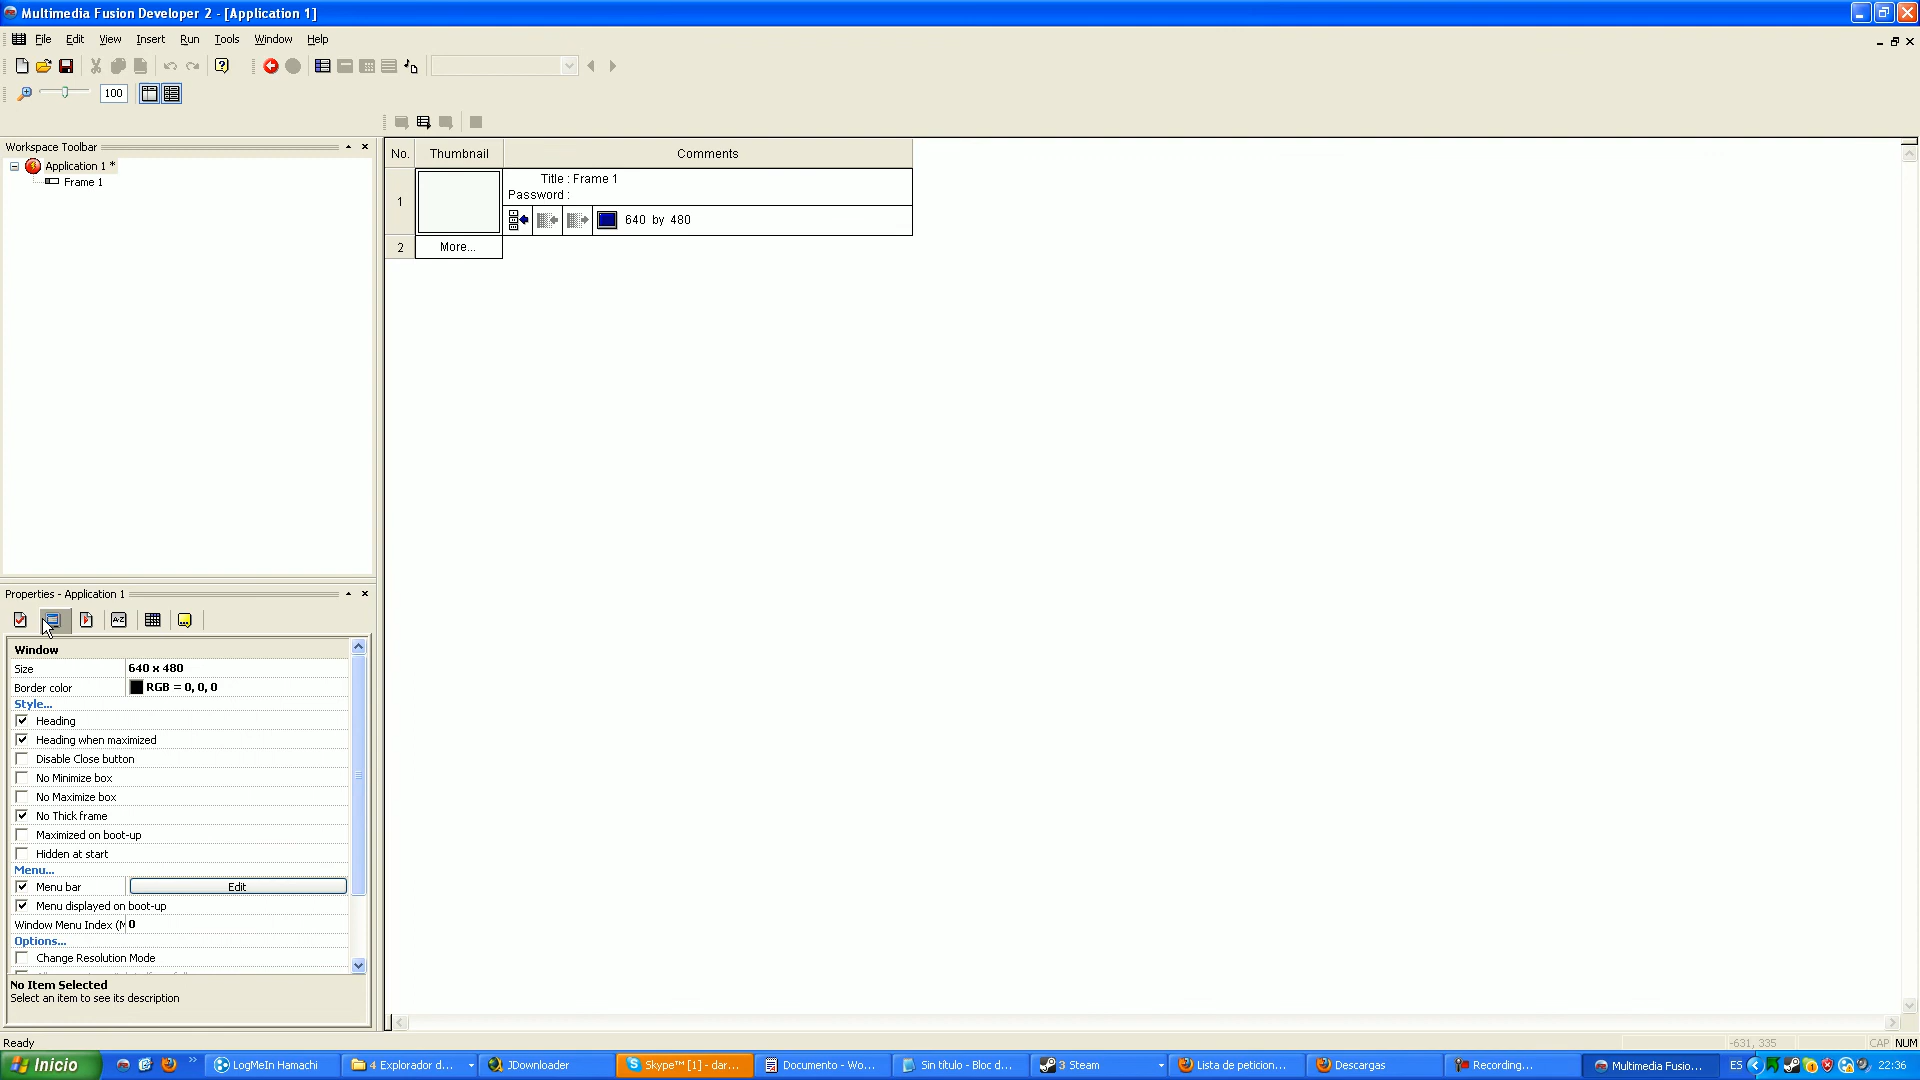 Multimedia Fusion Developer 2 - [Application 1]
File Edit View Insert Run Tools Window Help
100
Workspace Toolbar
Application 1 *
Frame 1
No. Thumbnail Comments
1
Title : Frame 1
Password :
640 by 480
2 More...
Properties - Application 1
Window
Size 640 x 480
Border color RGB = 0, 0, 0
Style...
Heading
Heading when maximized
Disable Close button
No Minimize box
No Maximize box
No Thick frame
Maximized on boot-up
Hidden at start
Menu...
Menu bar Edit
Menu displayed on boot-up
Window Menu Index (M 0
Options...
Change Resolution Mode
No Item Selected
Select an item to see its description
Ready -631, 335 CAP NUM
Inicio LogMeIn Hamachi 4 Explorador d... JDownloader Skype™ [1] - dar... Documento - Wo... Sin título - Bloc d... 3 Steam Lista de peticion... Descargas Recording... Multimedia Fusio... ES 22:36